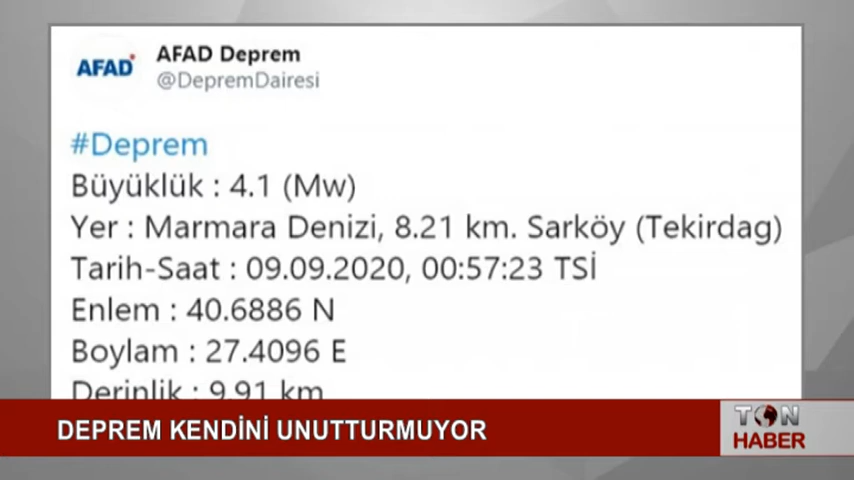 AFAD
AFAD Deprem
@DepremDairesi
#Deprem
Büyüklük : 4.1 (Mw)
Yer : Marmara Denizi, 8.21 km. Sarköy (Tekirdag)
Tarih-Saat : 09.09.2020, 00:57:23 TSİ
Enlem : 40.6886 N
Boylam : 27.4096 E
Derinlik : 9.91 km
DEPREM KENDİNİ UNUTTURMUYOR
TON
HABER